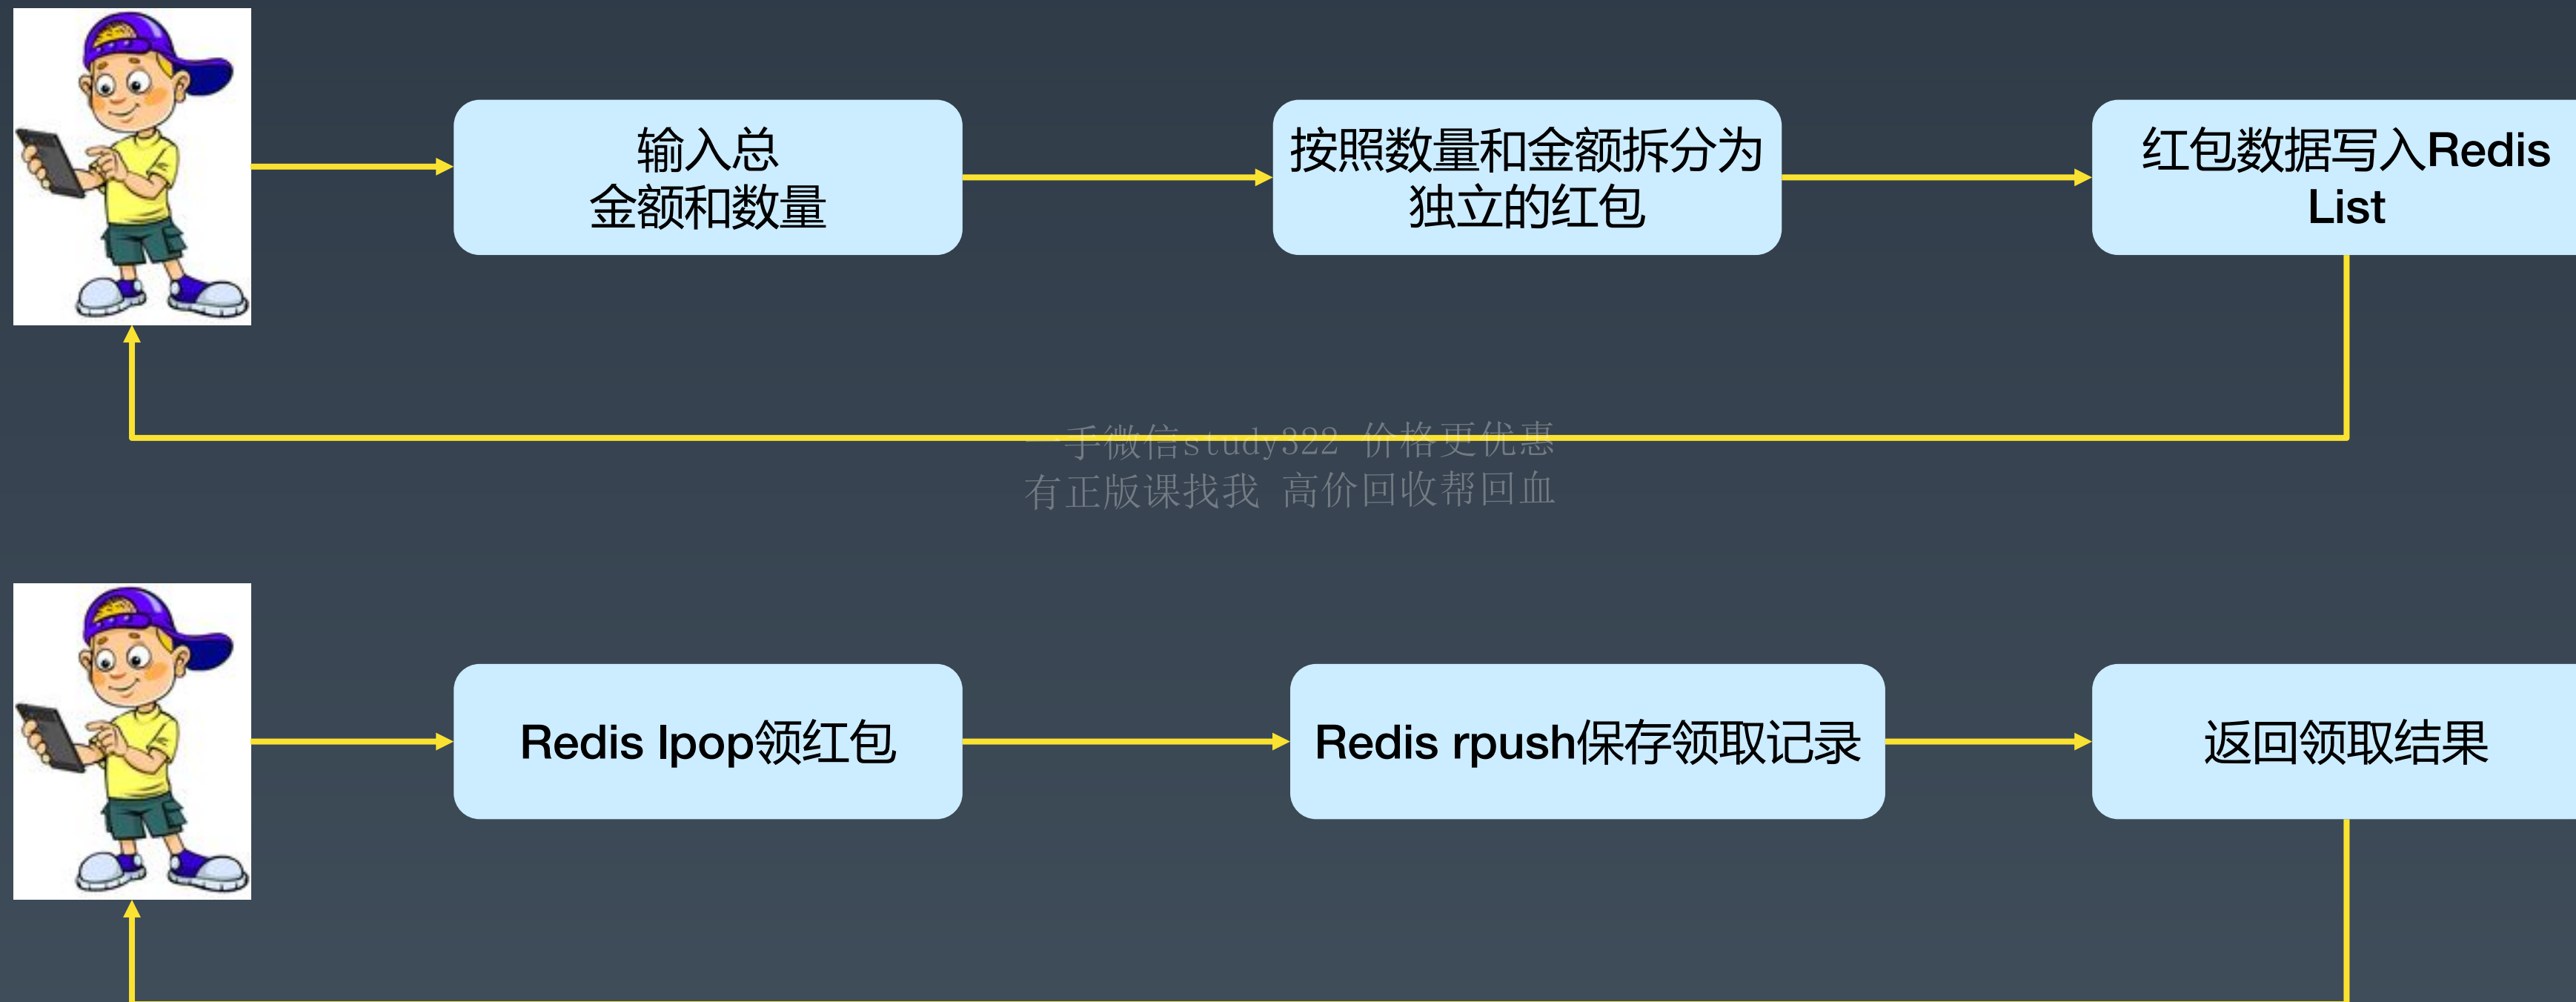 输入总
金额和数量
按照数量和金额拆分为
独立的红包
红包数据写入Redis
List
一手微信study322 价格更优惠
有正版课找我 高价回收帮回血
Redis lpop领红包
Redis rpush保存领取记录
返回领取结果